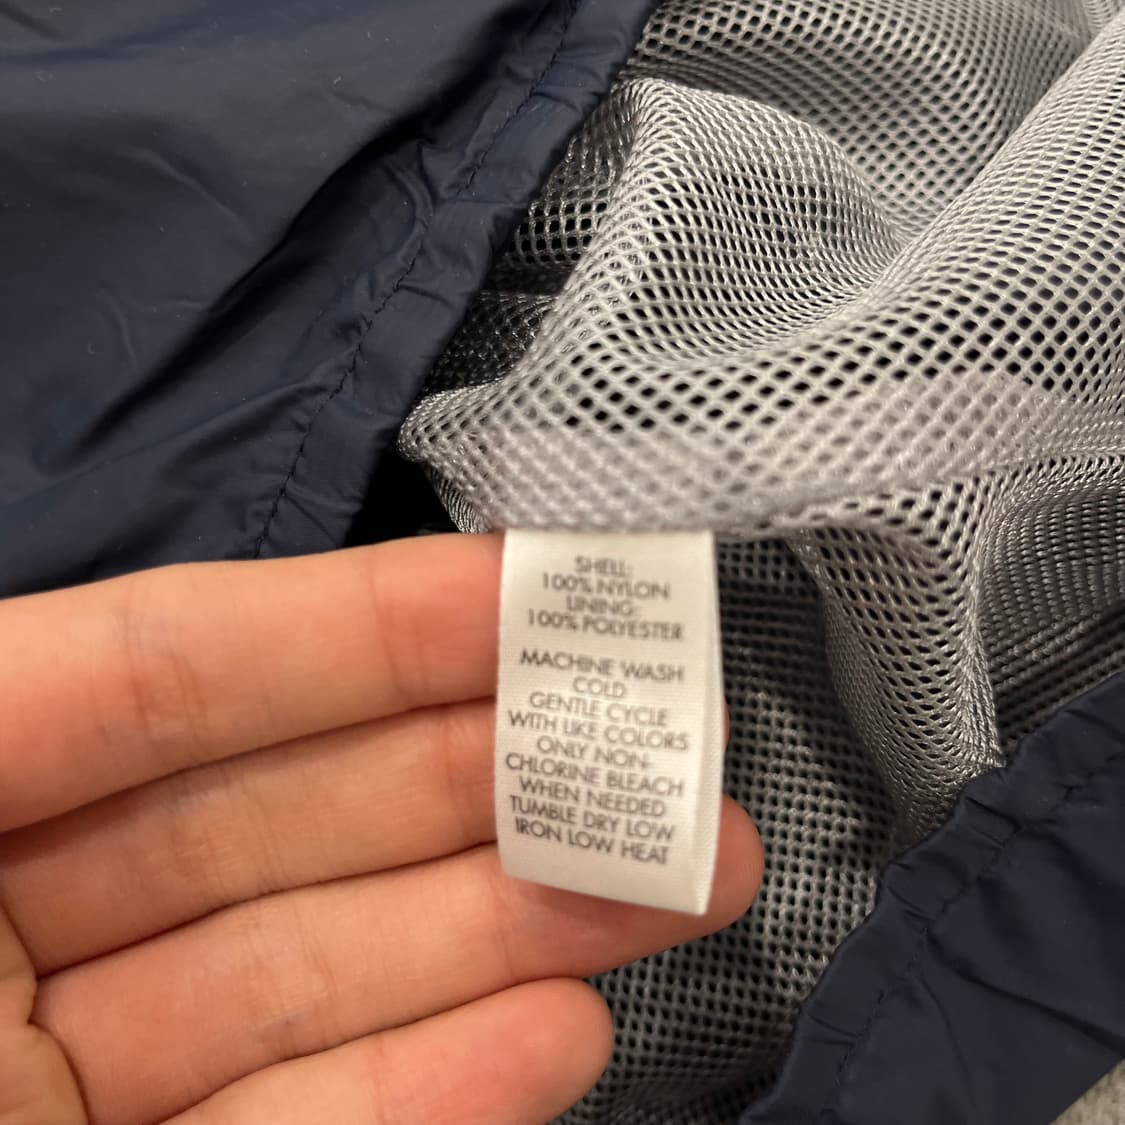 SHELL:
100% NYLON
LINING:
100% POLYESTER
MACHINE WASH
COLD
GENTLE CYCLE
WITH LIKE COLORS
ONLY NON-
CHLORINE BLEACH
WHEN NEEDED
TUMBLE DRY LOW
IRON LOW HEAT